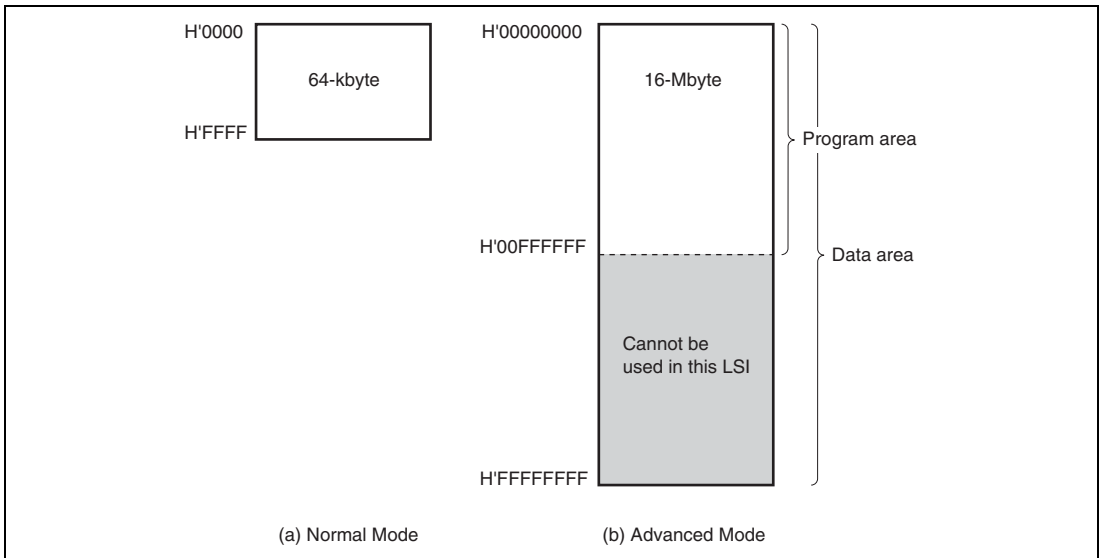 H'0000
64-kbyte
H'FFFF
H'00000000
16-Mbyte
Program area
H'00FFFFFF
Data area
Cannot be
used in this LSI
H'FFFFFFFF
(a) Normal Mode
(b) Advanced Mode